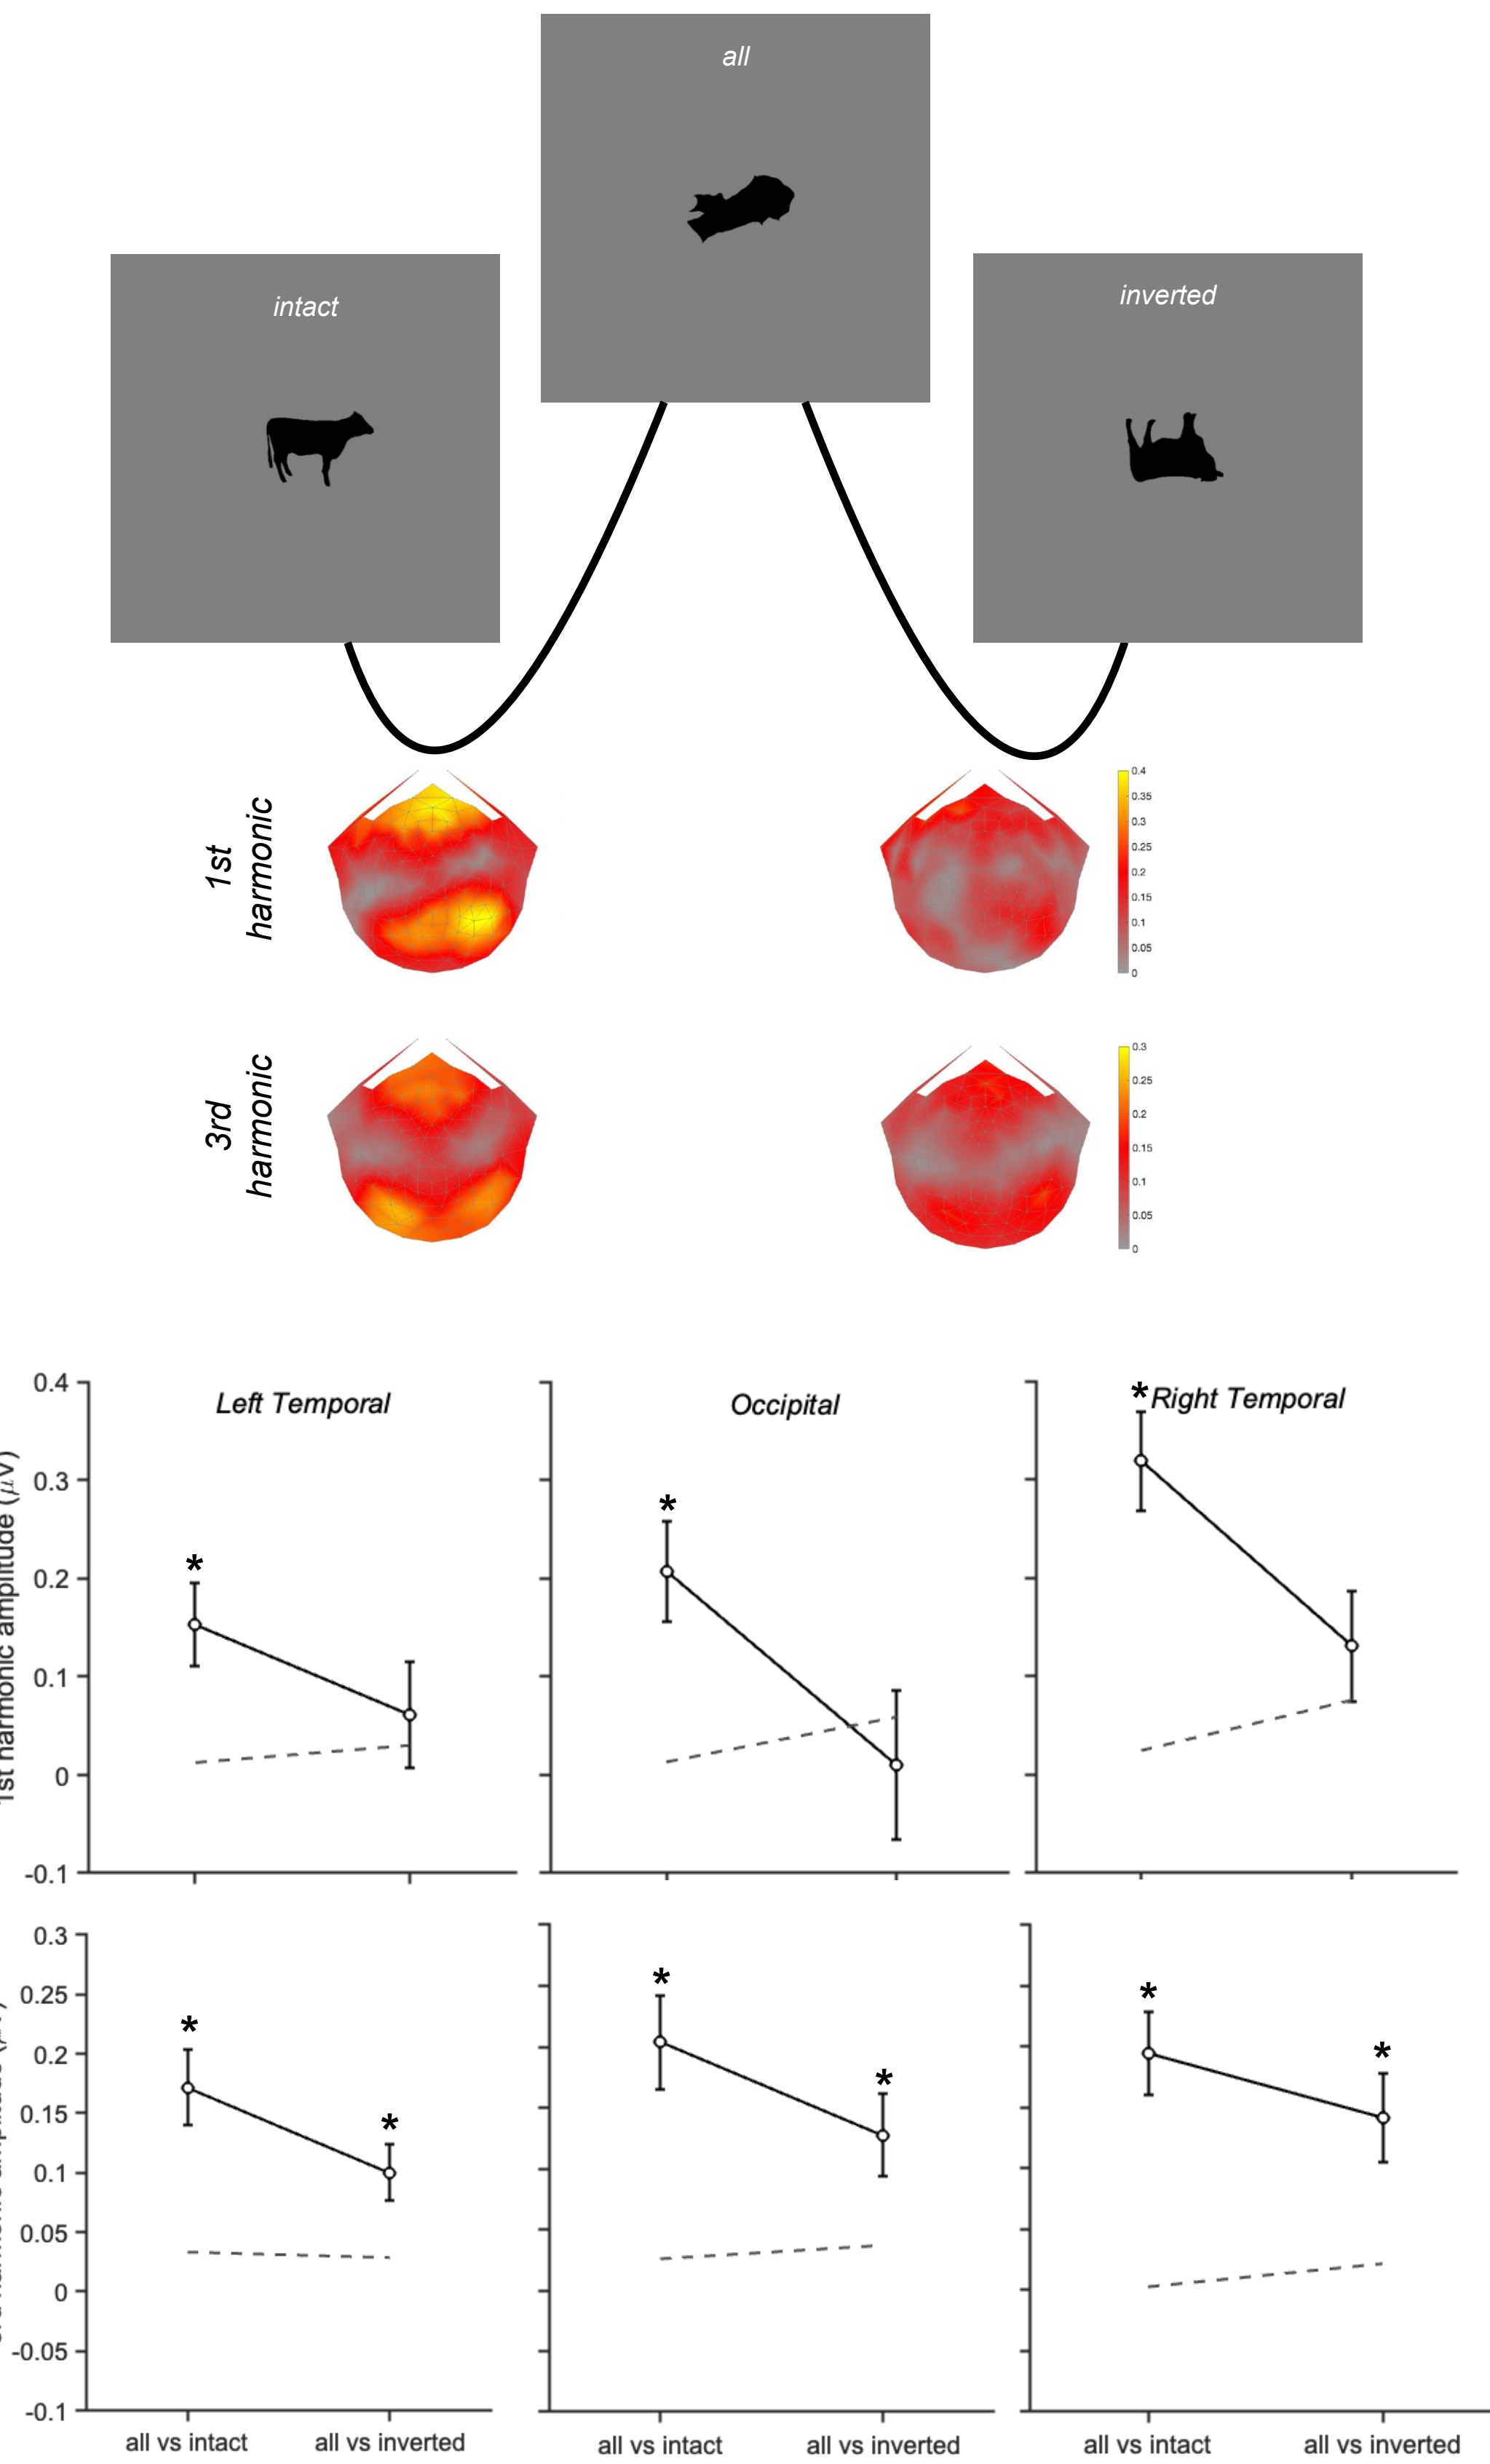 all
intact
inverted
1st
harmonic
0.4
0.35
0.3
0.25
0.2
0.15
0.1
0.05
0
3rd
harmonic
0.3
0.25
0.2
0.15
0.1
0.05
0
Left Temporal
Occipital
* Right Temporal
1st harmonic amplitude (μV)
0.4
0.3
0.2
0.1
0
-0.1
*
*
0.3
0.25
0.2
0.15
0.1
0.05
0
-0.05
-0.1
*
*
*
*
*
*
all vs intact
all vs inverted
all vs intact
all vs inverted
all vs intact
all vs inverted